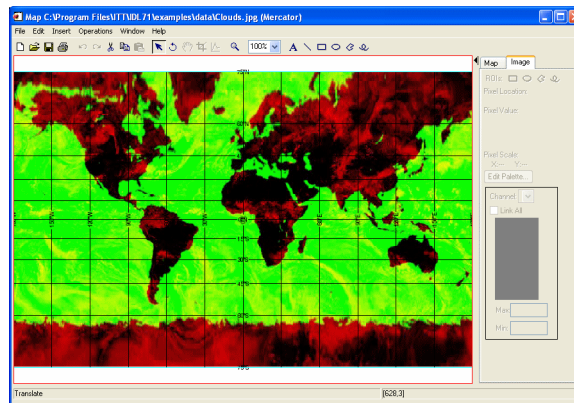 Map C:\Program Files\ITT\IDL71\examples\data\Clouds.jpg (Mercator)
File Edit Insert Operations Window Help
100%
Map Image
ROIs:
Pixel Location:
Pixel Value:
Pixel Scale:
X:-- Y:--
Edit Palette...
Channel
Link All
Max:
Min:
Translate [628,3]